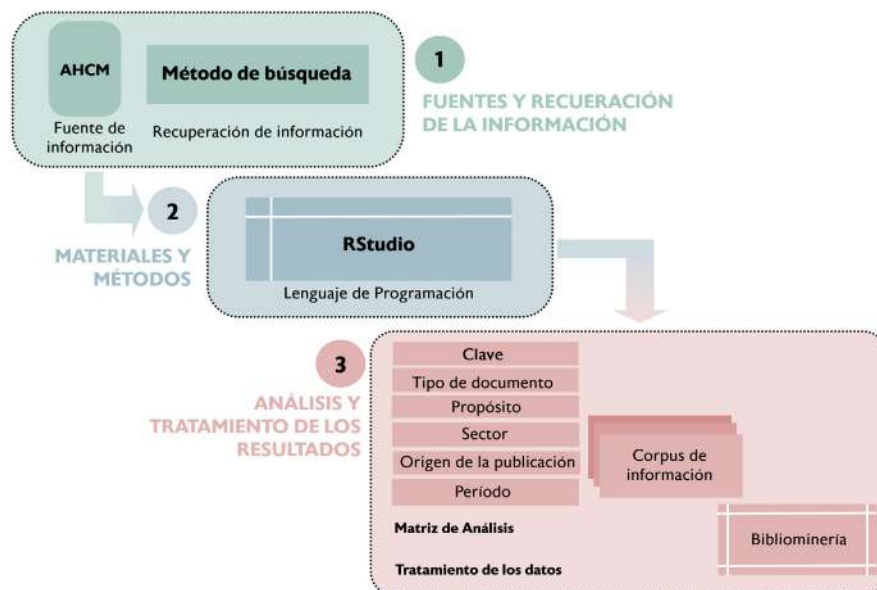 AHCM
Método de búsqueda
Fuente de
información
Recuperación de información
1
FUENTES Y RECUERACIÓN
DE LA INFORMACIÓN
2
MATERIALES Y
MÉTODOS
RStudio
Lenguaje de Programación
3
ANÁLISIS Y
TRATAMIENTO DE LOS
RESULTADOS
Clave
Tipo de documento
Propósito
Sector
Origen de la publicación
Período
Matriz de Análisis
Corpus de
información
Bibliominería
Tratamiento de los datos